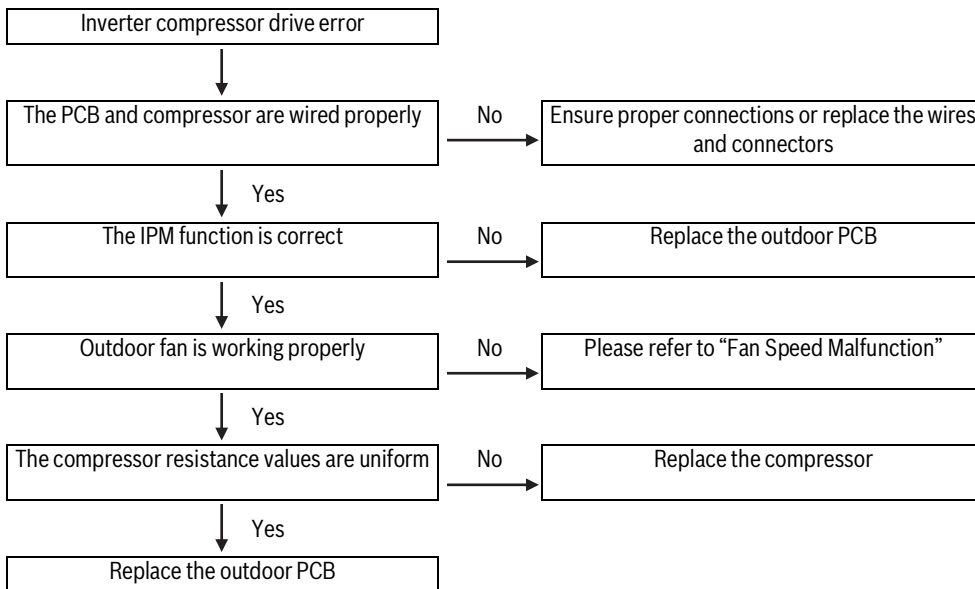 Inverter compressor drive error
The PCB and compressor are wired properly
No
Ensure proper connections or replace the wires
and connectors
Yes
The IPM function is correct
No
Replace the outdoor PCB
Yes
Outdoor fan is working properly
No
Please refer to “Fan Speed Malfunction”
Yes
The compressor resistance values are uniform
No
Replace the compressor
Yes
Replace the outdoor PCB